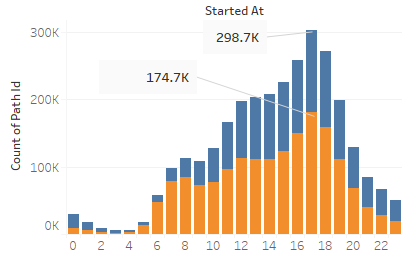 Started At
300K
298.7K
174.7K
200K
100K
0K
Count of Path Id
0 2 4 6 8 10 12 14 16 18 20 22